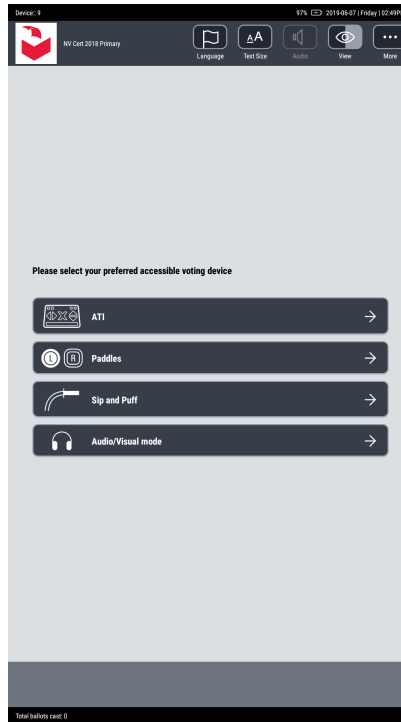 Device:: 9
97% 2019-06-07 | Friday | 02:49P
NV Cert 2018 Primary
AA
Language
Text Size
Audio
View
More
Please select your preferred accessible voting device
ATI
L R Paddles
Sip and Puff
Audio/Visual mode
Total ballots cast: 0